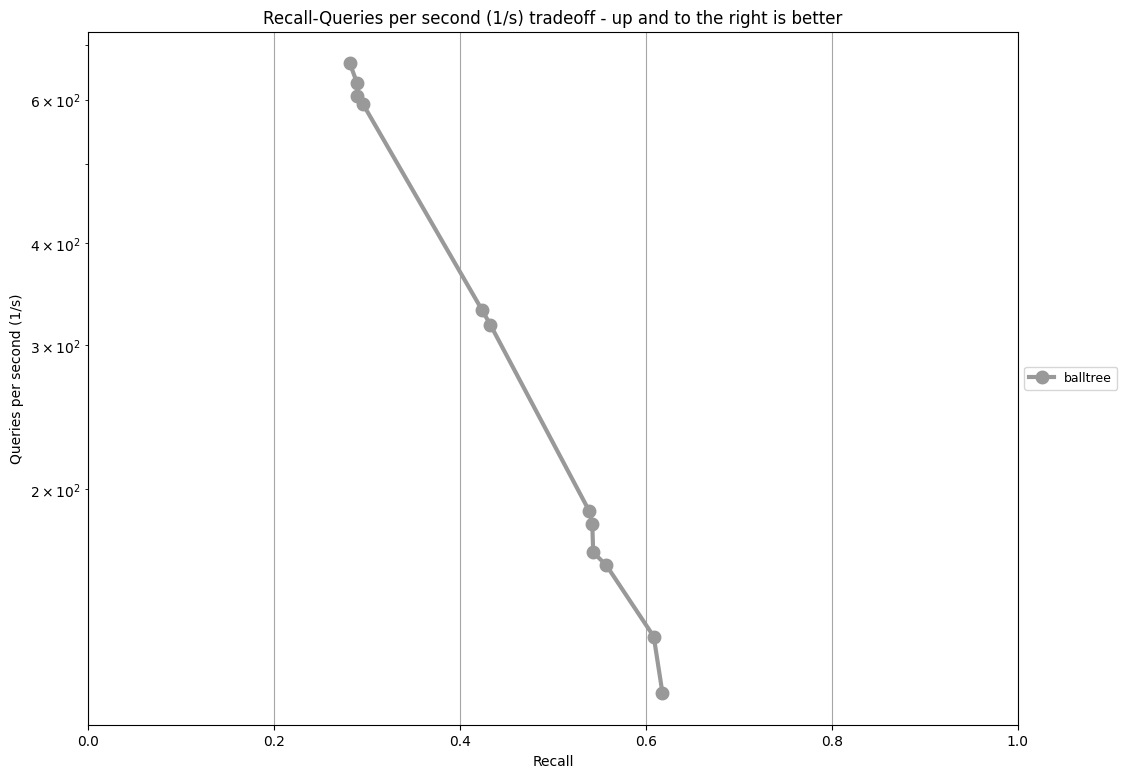 Recall-Queries per second (1/s) tradeoff - up and to the right is better
6 × 10²
4 × 10²
3 × 10²
2 × 10²
Queries per second (1/s)
0.0 0.2 0.4 0.6 0.8 1.0
Recall
balltree